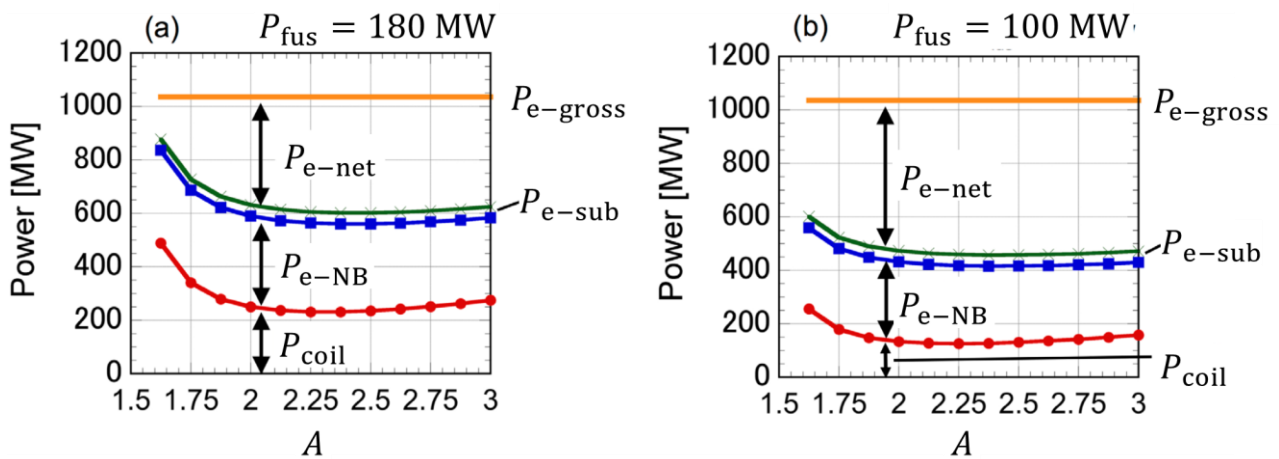 (a) P_fus = 180 MW
1200
1000
800
600
400
200
0
Power [MW]
P_e−gross
P_e−net
P_e−sub
P_e−NB
P_coil
1.5 1.75 2 2.25 2.5 2.75 3
A
(b) P_fus = 100 MW
1200
1000
800
600
400
200
0
Power [MW]
P_e−gross
P_e−net
P_e−sub
P_e−NB
P_coil
1.5 1.75 2 2.25 2.5 2.75 3
A